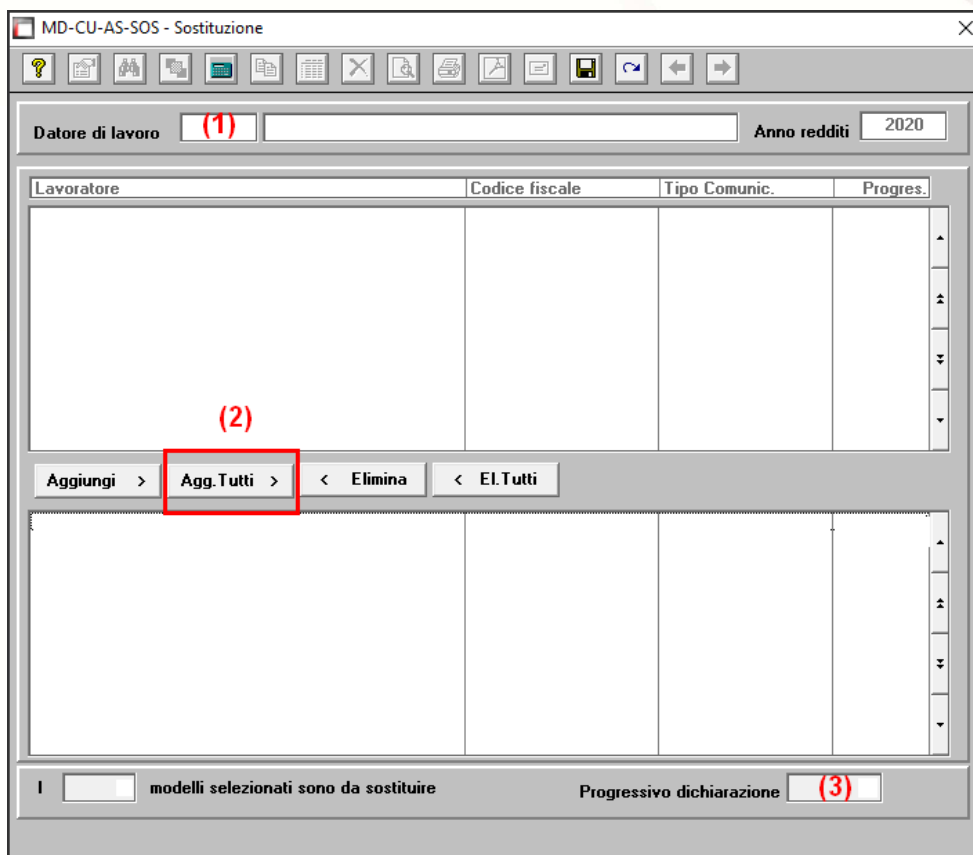 MD-CU-AS-SOS - Sostituzione
Datore di lavoro (1) Anno redditi 2020
Lavoratore Codice fiscale Tipo Comunic. Progres.
(2)
Aggiungi > Agg.Tutti > < Elimina < El.Tutti
I modelli selezionati sono da sostituire Progressivo dichiarazione (3)